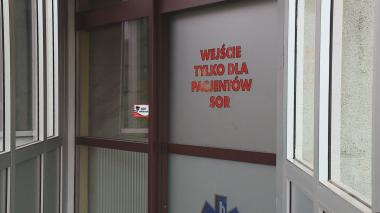 WEJŚCIE
TYLKO DLA
PACJENTÓW
SOR